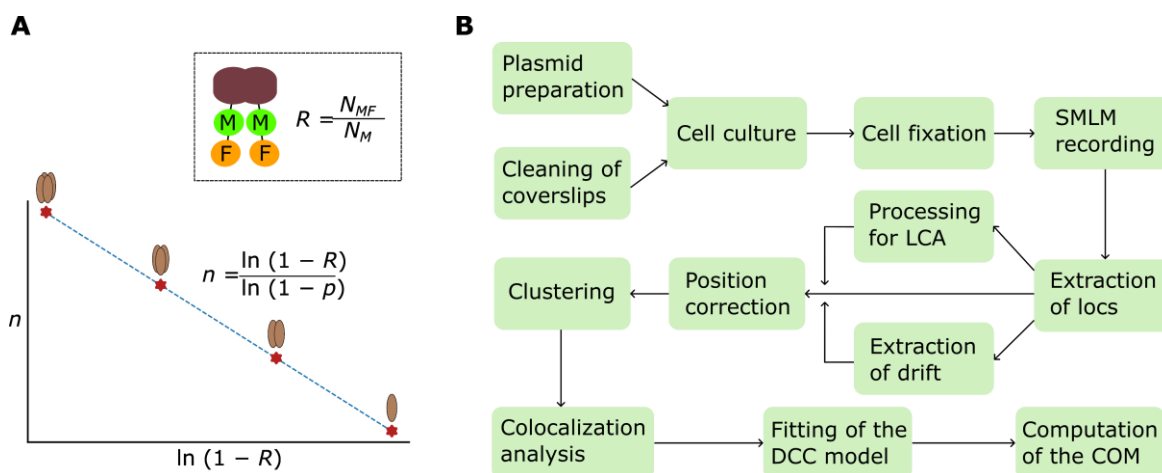 A
M M
F F
R = N_MF / N_M
n = ln (1 − R) / ln (1 − p)
n
ln (1 − R)
B
Plasmid
preparation
Cleaning of
coverslips
Cell culture
Cell fixation
SMLM
recording
Processing
for LCA
Extraction
of locs
Extraction
of drift
Position
correction
Clustering
Colocalization
analysis
Fitting of the
DCC model
Computation
of the COM